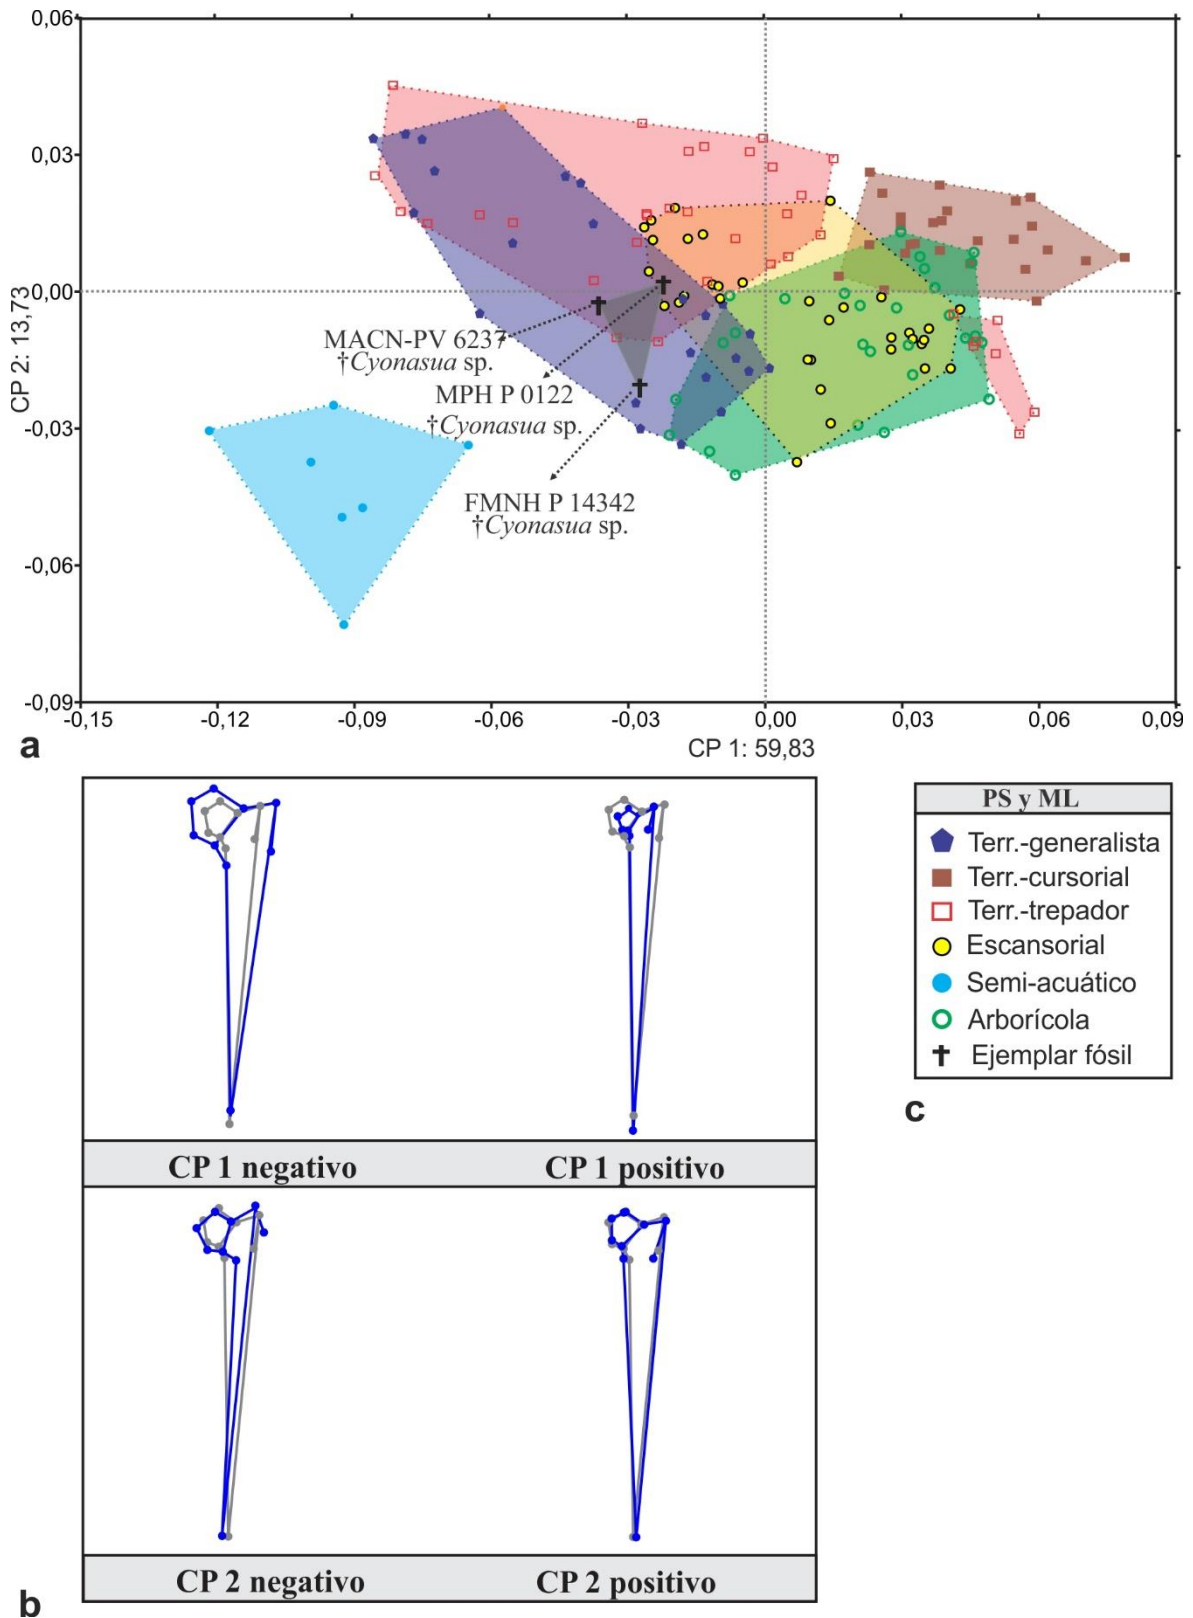 0,06
0,03
0,00
-0,03
-0,06
-0,09
CP 2: 13,73
MACN-PV 6237
†Cyonasua sp.
MPH P 0122
†Cyonasua sp.
FMNH P 14342
†Cyonasua sp.
-0,15 -0,12 -0,09 -0,06 -0,03 0,00 0,03 0,06 0,09
CP 1: 59,83
a
CP 1 negativo CP 1 positivo
CP 2 negativo CP 2 positivo
b
PS y ML
Terr.-generalista
Terr.-cursorial
Terr.-trepador
Escansorial
Semi-acuático
Arborícola
Ejemplar fósil
c